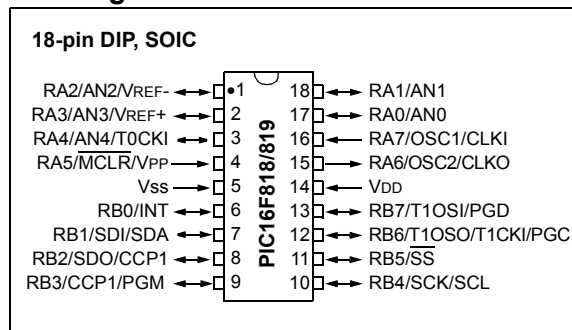 18-pin DIP, SOIC
RA2/AN2/VREF- 1 18 RA1/AN1
RA3/AN3/VREF+ 2 17 RA0/AN0
RA4/AN4/T0CKI 3 16 RA7/OSC1/CLKI
RA5/MCLR/VPP 4 15 RA6/OSC2/CLKO
VSS 5 14 VDD
RB0/INT 6 13 RB7/T1OSI/PGD
RB1/SDI/SDA 7 12 RB6/T1OSO/T1CKI/PGC
RB2/SDO/CCP1 8 11 RB5/SS
RB3/CCP1/PGM 9 10 RB4/SCK/SCL
PIC16F818/819